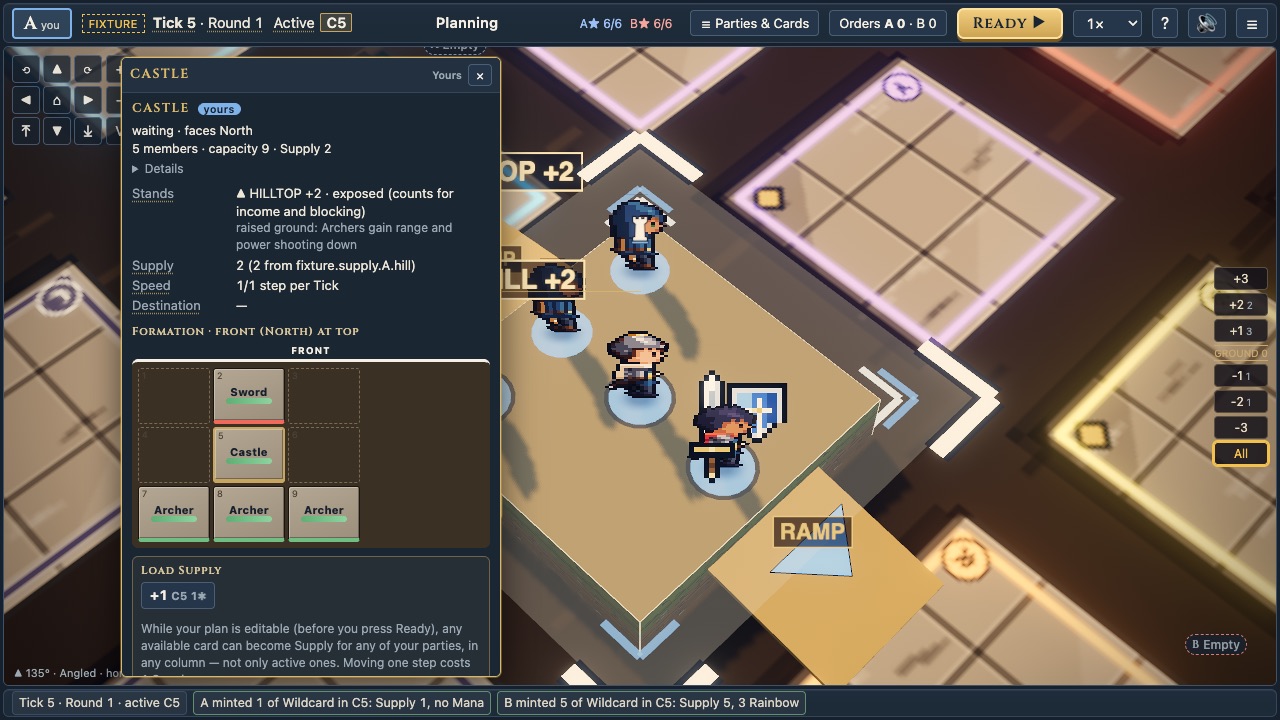 A you
FIXTURE
Tick 5 · Round 1 Active C5
Planning
A★ 6/6 B★ 6/6
≡ Parties & Cards
Orders A 0 · B 0
READY ▶
1×
?
≡
Empty
CASTLE
Yours
×
CASTLE yours
waiting · faces North
5 members · capacity 9 · Supply 2
▶ Details
Stands
▲ HILLTOP +2 · exposed (counts for
income and blocking)
raised ground: Archers gain range and
power shooting down
Supply 2 (2 from fixture.supply.A.hill)
Speed 1/1 step per Tick
Destination —
FORMATION · FRONT (NORTH) AT TOP
FRONT
1
2 Sword
3
4
5 Castle
6
7 Archer
8 Archer
9 Archer
LOAD SUPPLY
+1 C5 1✱
While your plan is editable (before you press Ready), any
available card can become Supply for any of your parties, in
any column — not only active ones. Moving one step costs
OP +2
LL +2
RAMP
+3
+2 2
+1 3
GROUND 0
-1 1
-2 1
-3
All
B Empty
▲ 135° · Angled · hor
Tick 5 · Round 1 · active C5
A minted 1 of Wildcard in C5: Supply 1, no Mana
B minted 5 of Wildcard in C5: Supply 5, 3 Rainbow